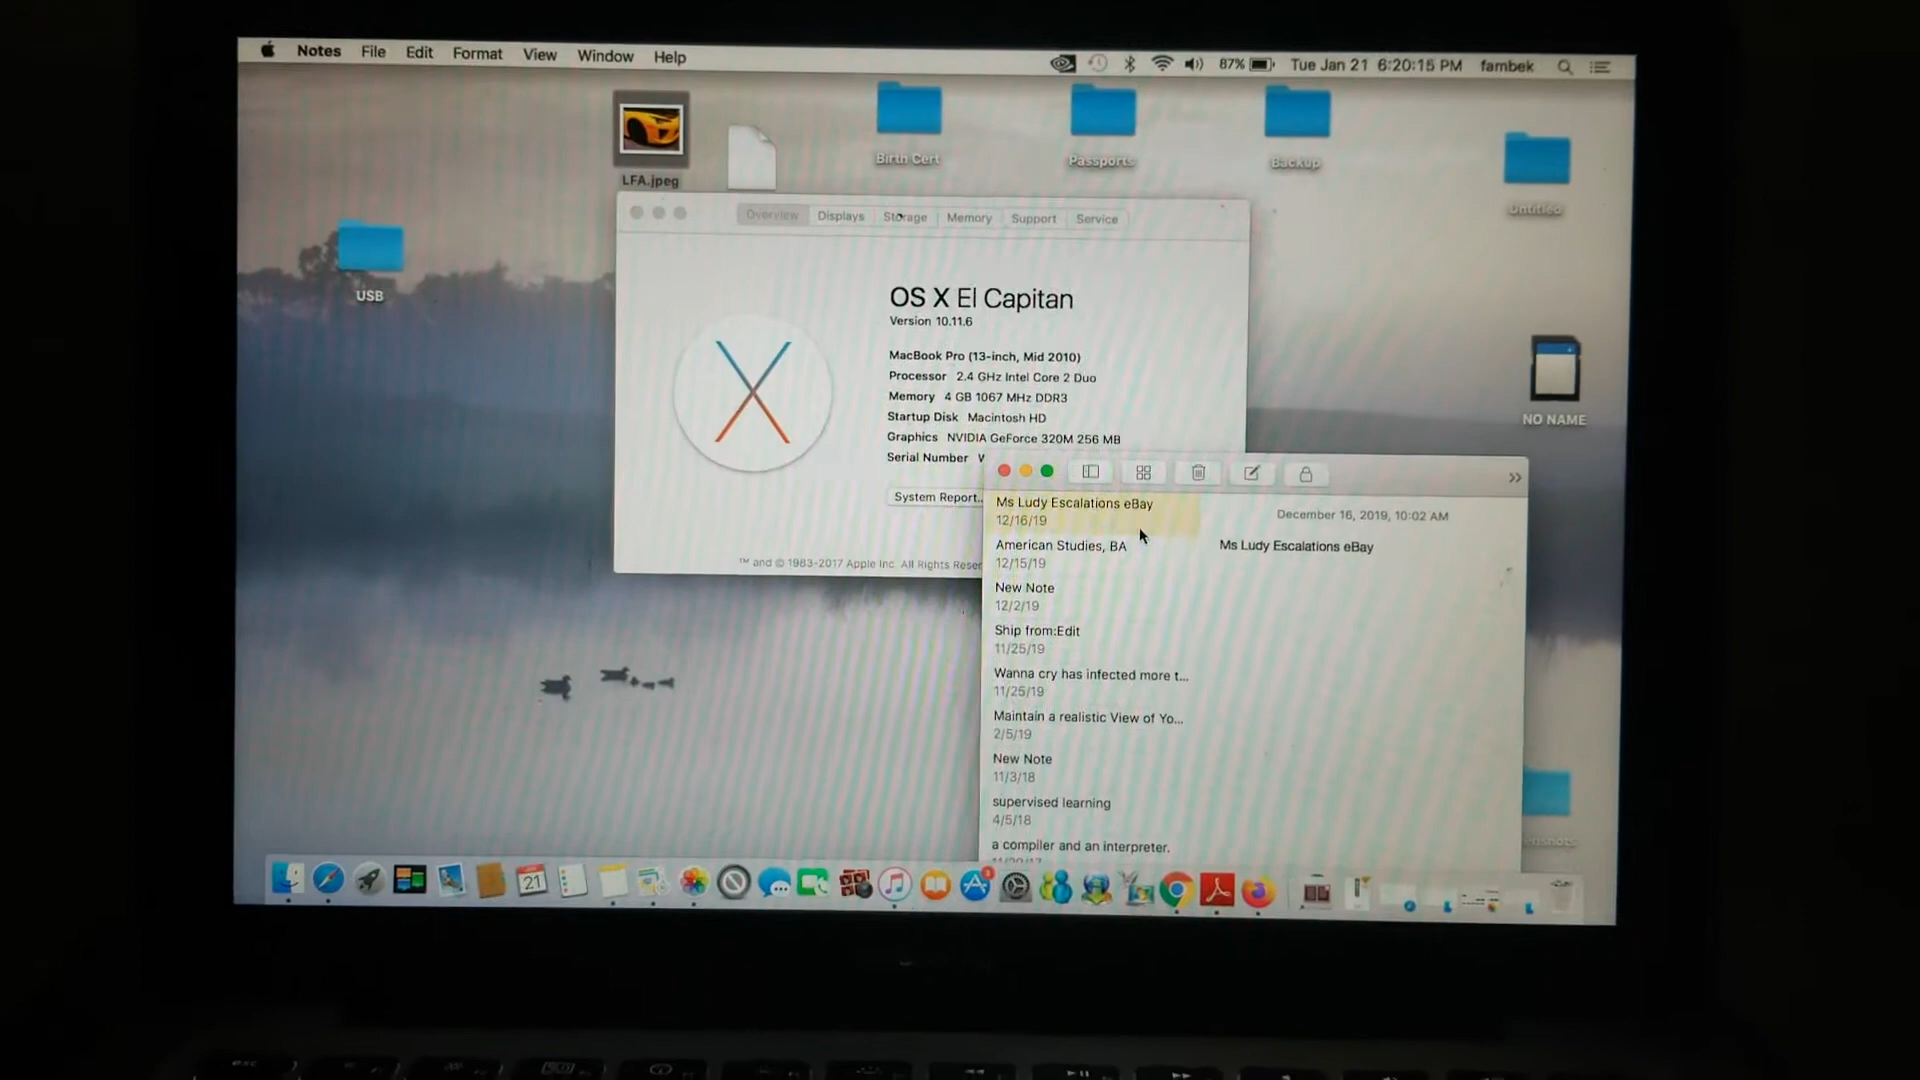 Notes File Edit Format View Window Help
87% Tue Jan 21 6:20:15 PM fambek
LFA.jpeg
Birth Cert
Passports
Backup
Untitled
USB
NO NAME
Overview Displays Storage Memory Support Service
OS X El Capitan
Version 10.11.6
MacBook Pro (13-inch, Mid 2010)
Processor 2.4 GHz Intel Core 2 Duo
Memory 4 GB 1067 MHz DDR3
Startup Disk Macintosh HD
Graphics NVIDIA GeForce 320M 256 MB
Serial Number
System Report...
™ and © 1983-2017 Apple Inc. All Rights
Ms Ludy Escalations eBay
12/16/19
American Studies, BA
12/15/19
New Note
12/2/19
Ship from:Edit
11/25/19
Wanna cry has infected more t...
11/25/19
Maintain a realistic View of Yo...
2/5/19
New Note
11/3/18
supervised learning
4/5/18
a compiler and an interpreter.
December 16, 2019, 10:02 AM
Ms Ludy Escalations eBay
21
esc